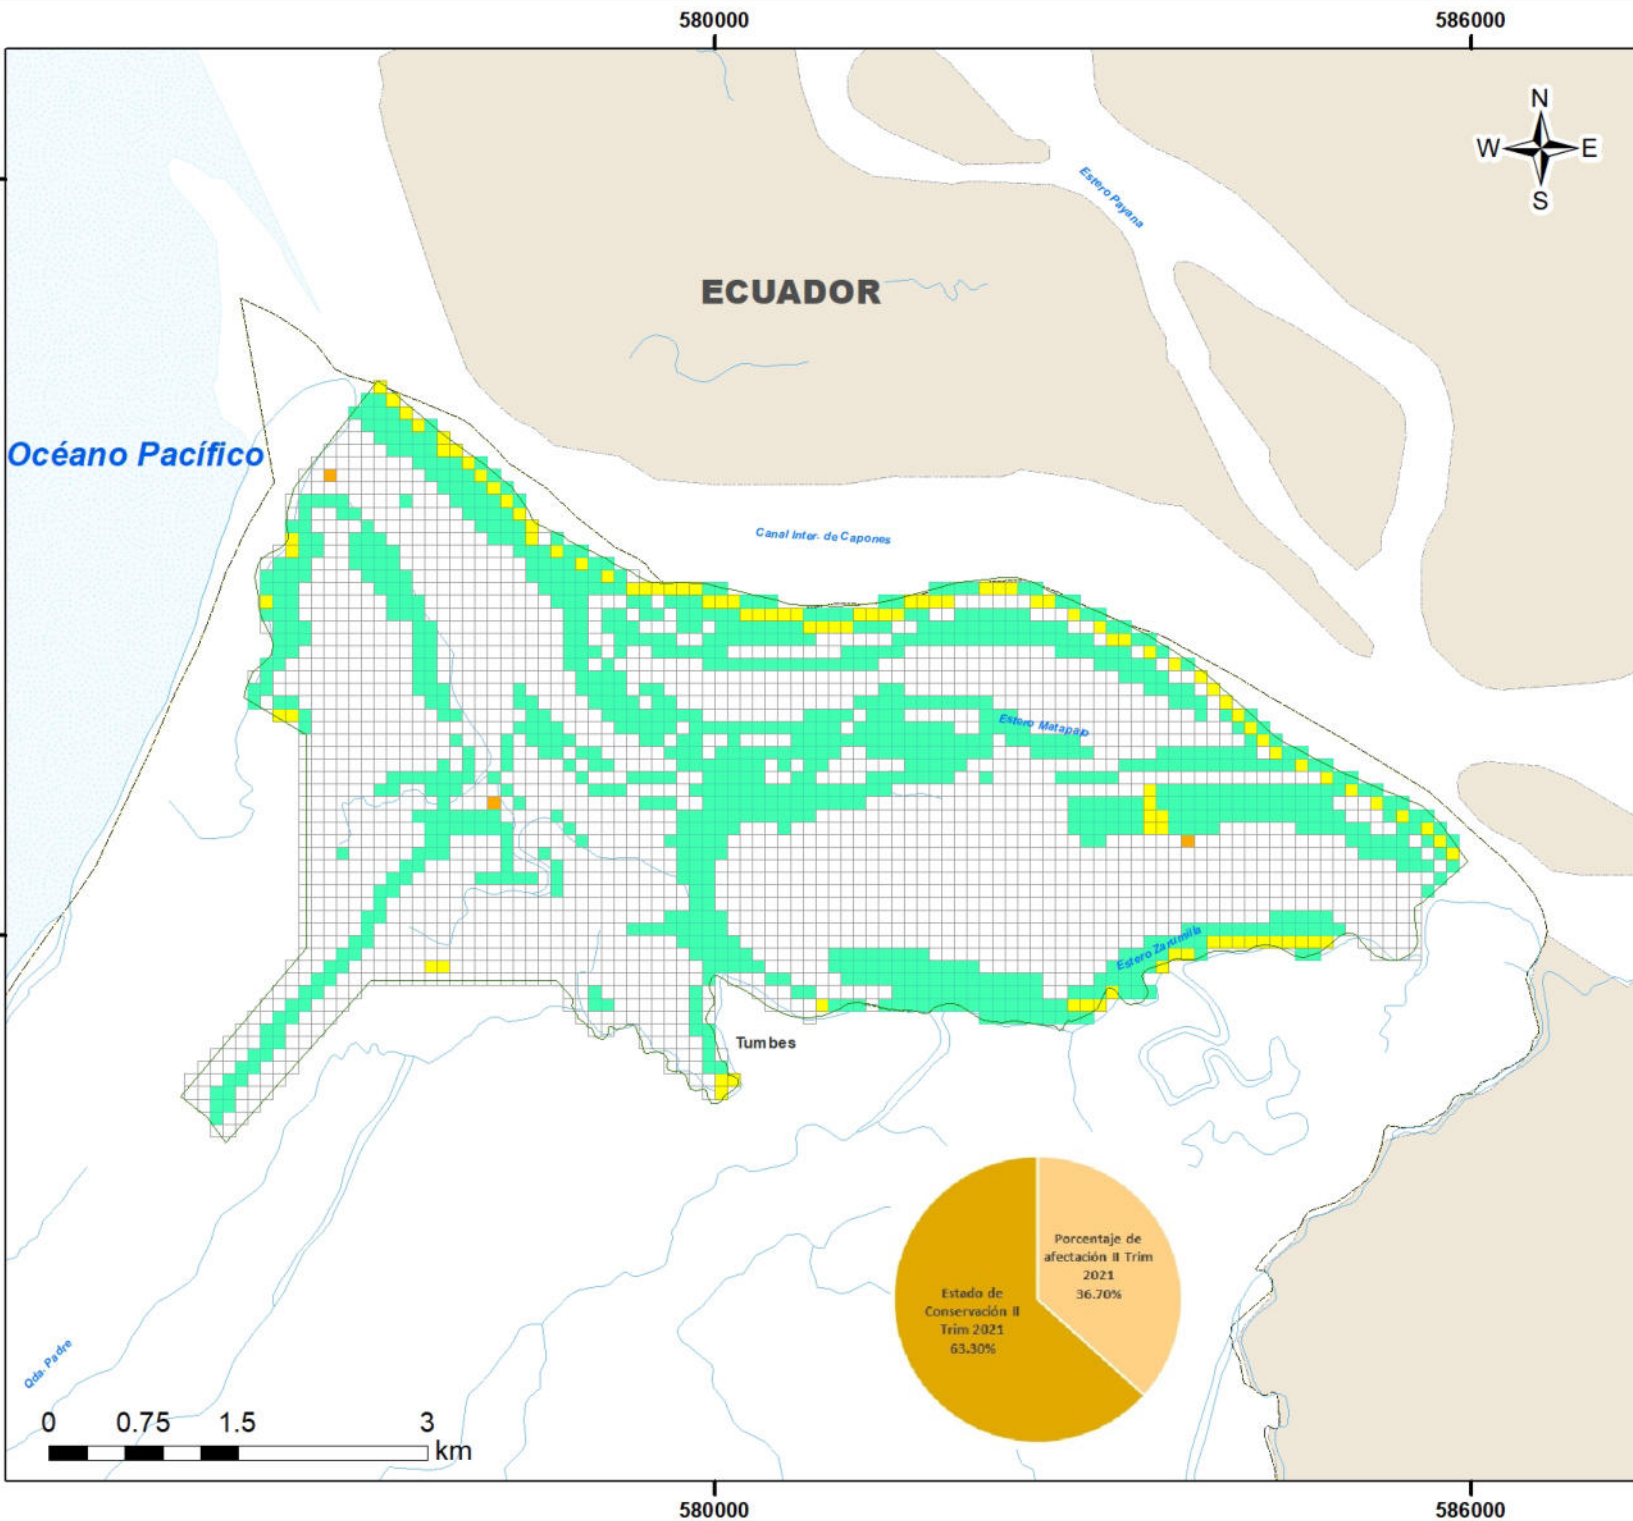 580000
586000
N
W
E
S
Estero Payana
ECUADOR
Océano Pacífico
Canal Inter. de Capones
Estero Matapalo
Estero Zarumilla
Tumbes
Porcentaje de
afectación II Trim
2021
36.70%
Estado de
Conservación II
Trim 2021
63.30%
Qda. Padre
0
0.75
1.5
3
km
580000
586000